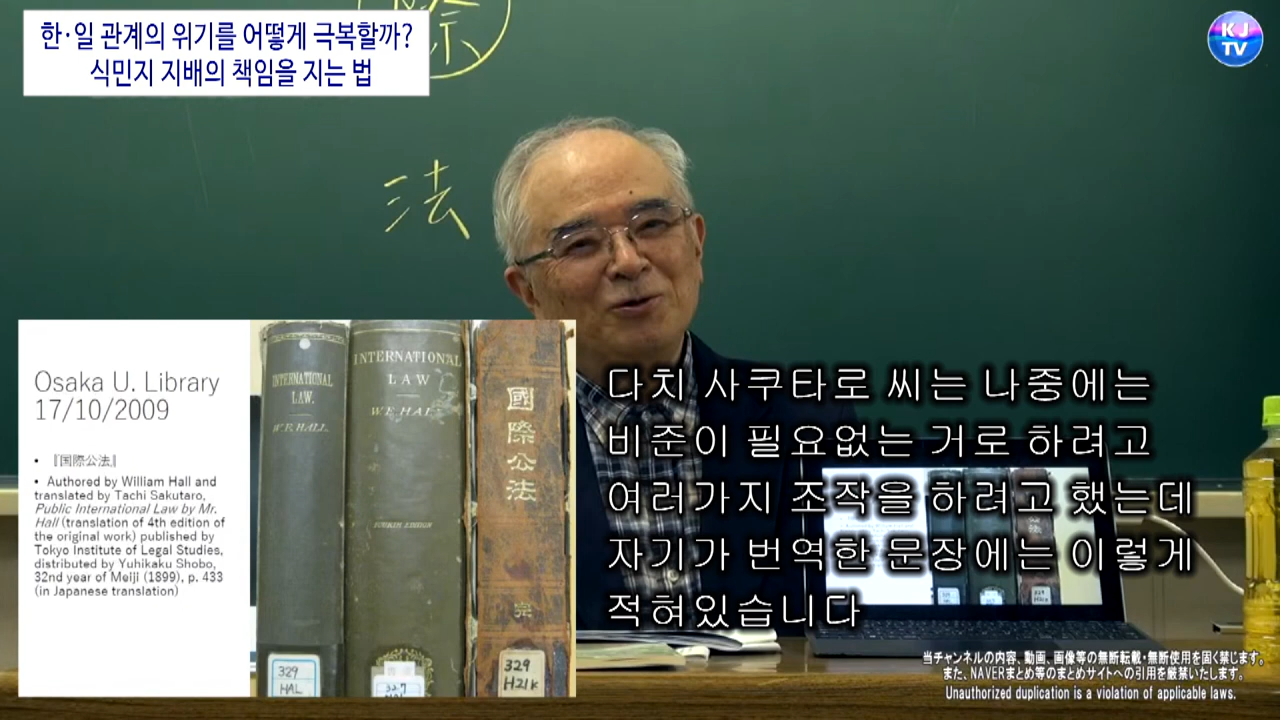 한·일 관계의 위기를 어떻게 극복할까?
식민지 지배의 책임을 지는 법
KJ
TV
際
法
Osaka U. Library
17/10/2009
• 『国際公法』
• Authored by William Hall and
translated by Tachi Sakutaro,
Public International Law by Mr.
Hall (translation of 4th edition of
the original work) published by
Tokyo Institute of Legal Studies,
distributed by Yuhikaku Shobo,
32nd year of Meiji (1899), p. 433
(in Japanese translation)
INTERNATIONAL
LAW.
W.E. HALL.
329
HAL
INTERNATIONAL
LAW
W.E. HALL
FOURTH EDITION
國際公法
完
329
H21k
다치 사쿠타로 씨는 나중에는
비준이 필요없는 거로 하려고
여러가지 조작을 하려고 했는데
자기가 번역한 문장에는 이렇게
적혀있습니다
当チャンネルの内容、動画、画像等の無断転載・無断使用を固く禁じます。
また、NAVERまとめ等のまとめサイトへの引用を厳禁いたします。
Unauthorized duplication is a violation of applicable laws.